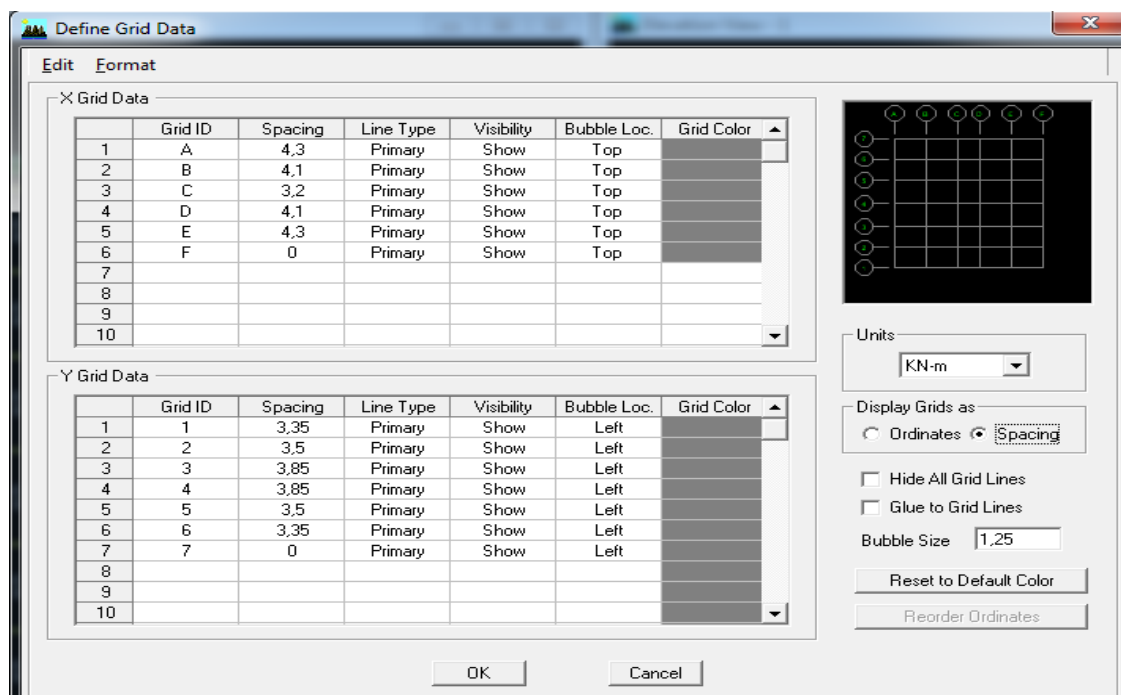 Define Grid Data
Edit Format
X Grid Data
Grid ID Spacing Line Type Visibility Bubble Loc. Grid Color
1 A 4,3 Primary Show Top
2 B 4,1 Primary Show Top
3 C 3,2 Primary Show Top
4 D 4,1 Primary Show Top
5 E 4,3 Primary Show Top
6 F 0 Primary Show Top
7
8
9
10
Y Grid Data
Grid ID Spacing Line Type Visibility Bubble Loc. Grid Color
1 1 3,35 Primary Show Left
2 2 3,5 Primary Show Left
3 3 3,85 Primary Show Left
4 4 3,85 Primary Show Left
5 5 3,5 Primary Show Left
6 6 3,35 Primary Show Left
7 7 0 Primary Show Left
8
9
10
Units
KN-m
Display Grids as
Ordinates Spacing
Hide All Grid Lines
Glue to Grid Lines
Bubble Size 1,25
Reset to Default Color
Reorder Ordinates
OK Cancel